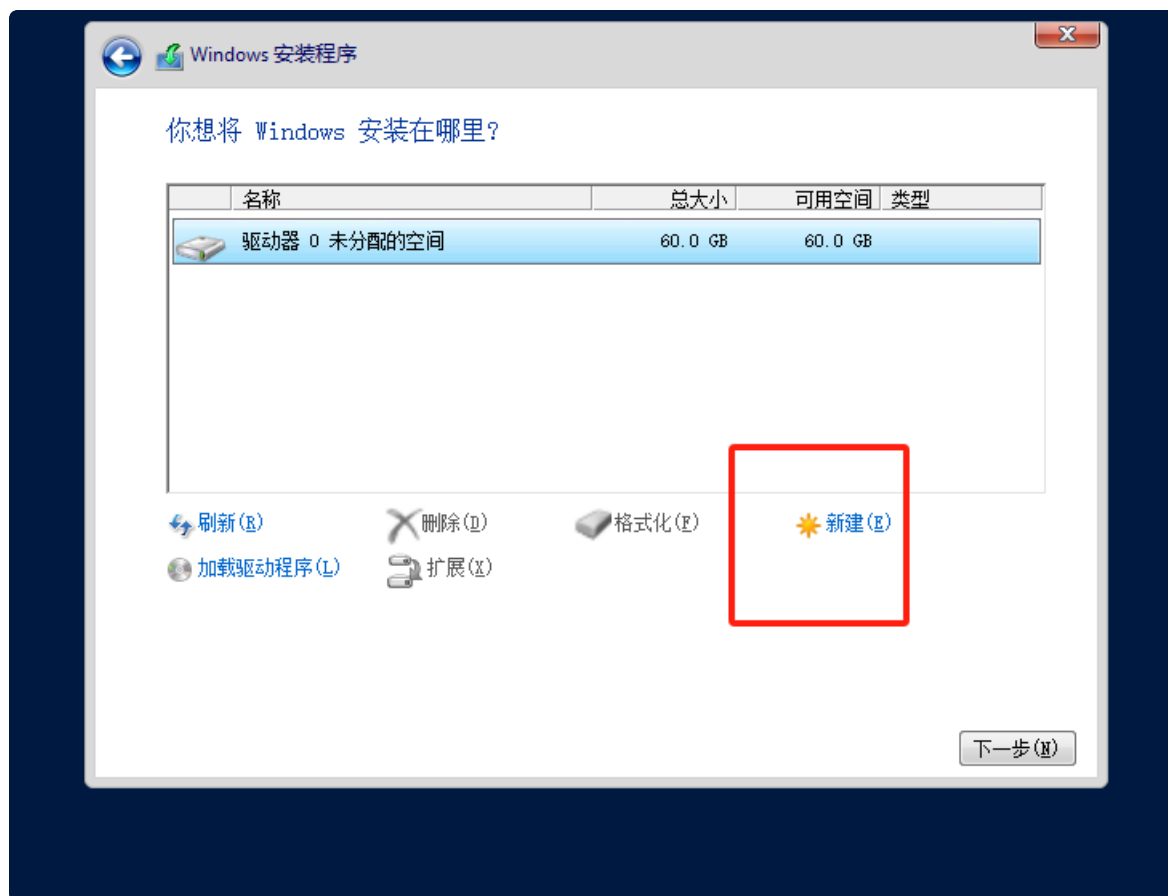 Windows 安装程序
你想将 Windows 安装在哪里?
名称 总大小 可用空间 类型
驱动器 0 未分配的空间 60.0 GB 60.0 GB
刷新(R) 删除(D) 格式化(F) 新建(E)
加载驱动程序(L) 扩展(X)
下一步(N)